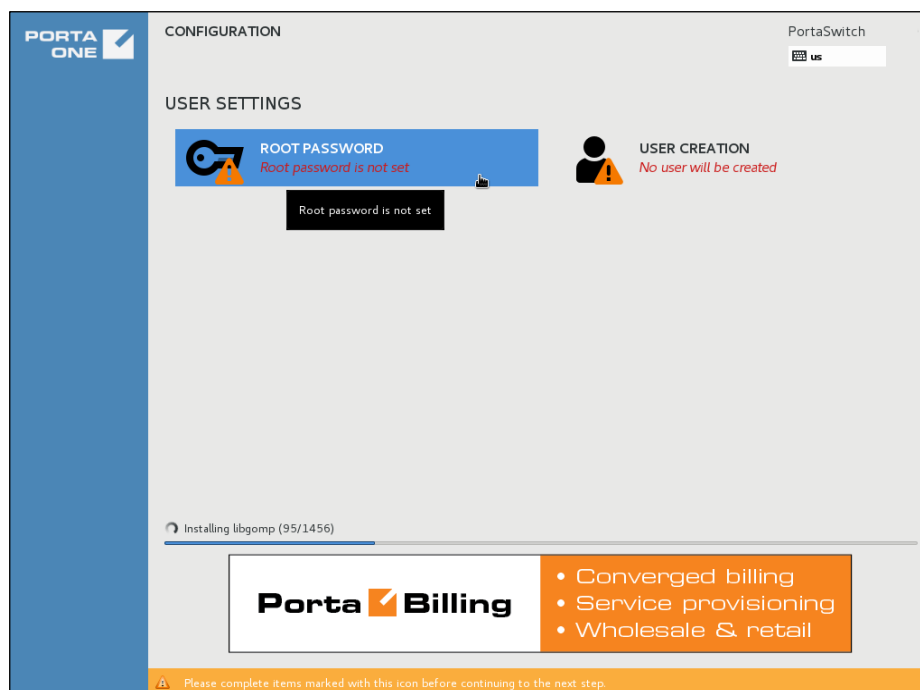 PORTA
ONE
CONFIGURATION
PortaSwitch
us
USER SETTINGS
ROOT PASSWORD
Root password is not set
USER CREATION
No user will be created
Root password is not set
Installing libgomp (95/1456)
Porta Billing
• Converged billing
• Service provisioning
• Wholesale & retail
Please complete items marked with this icon before continuing to the next step.